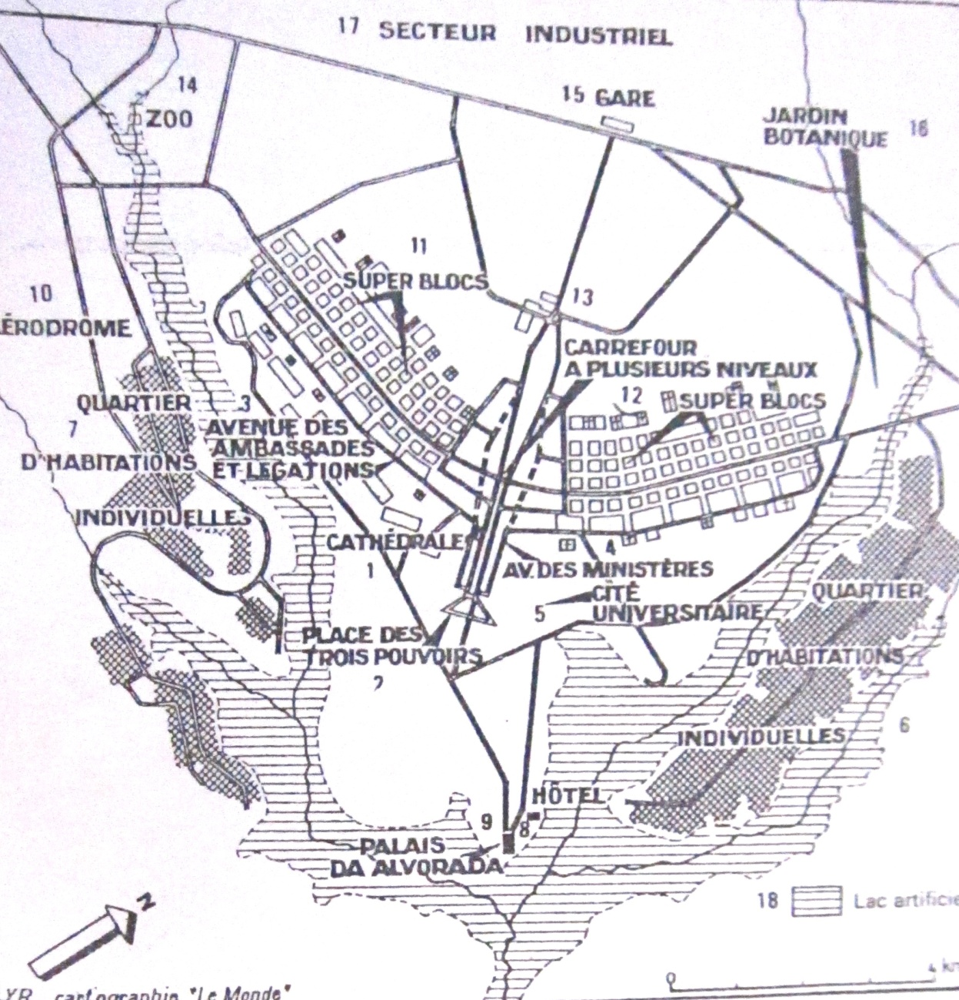 17 SECTEUR INDUSTRIEL
14
ZOO
15 GARE
JARDIN
BOTANIQUE
16
11
SUPER BLOCS
10
ÉRODROME
13
CARREFOUR
A PLUSIEURS NIVEAUX
12
SUPER BLOCS
QUARTIER
3
AVENUE DES
AMBASSADES
ET LEGATIONS
7
D'HABITATIONS
INDIVIDUELLES
CATHÉDRALE
1
4
AV. DES MINISTÈRES
5
CITÉ
UNIVERSITAIRE
QUARTIER
D'HABITATIONS
INDIVIDUELLES
6
PLACE DES
TROIS POUVOIRS
2
HÔTEL
9
8
PALAIS
DA ALVORADA
18 Lac artificie
N
0 4 km
YR cartographie "Le Monde"